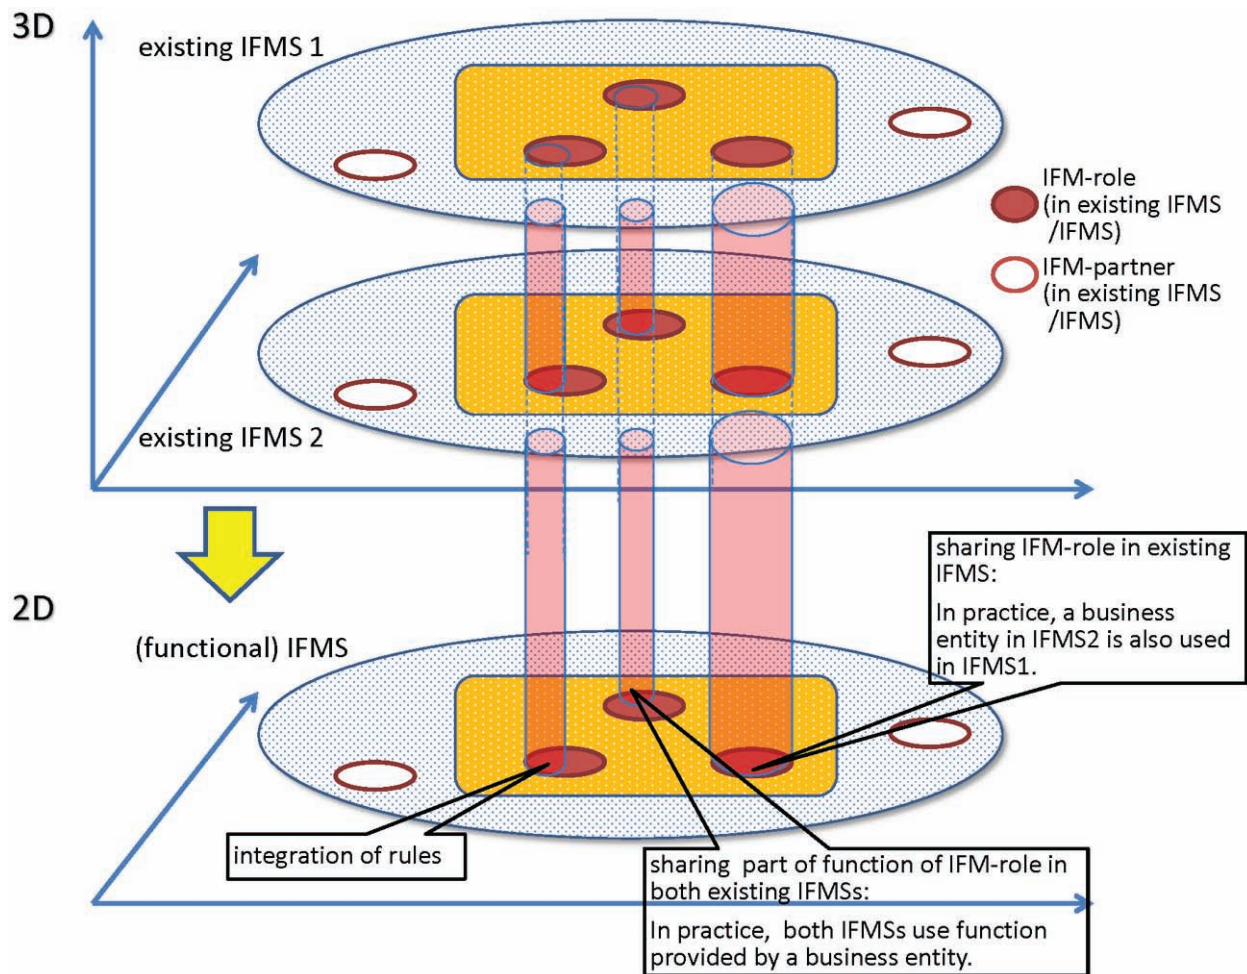 3D
existing IFMS 1
IFM-role
(in existing IFMS
/IFMS)
IFM-partner
(in existing IFMS
/IFMS)
existing IFMS 2
2D
(functional) IFMS
sharing IFM-role in existing
IFMS:
In practice, a business
entity in IFMS2 is also used
in IFMS1.
integration of rules
sharing part of function of IFM-role in
both existing IFMSs:
In practice, both IFMSs use function
provided by a business entity.